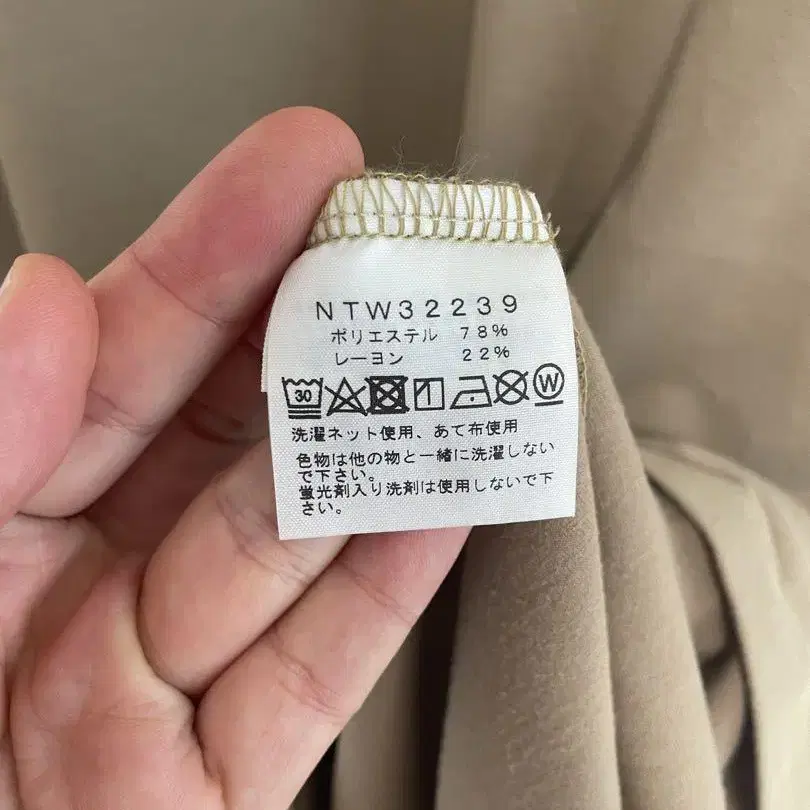 NTW32239
ポリエステル 78%
レーヨン 22%
30 W
洗濯ネット使用、あて布使用
色物は他の物と一緒に洗濯しない
で下さい。
蛍光剤入り洗剤は使用しないで下
さい。